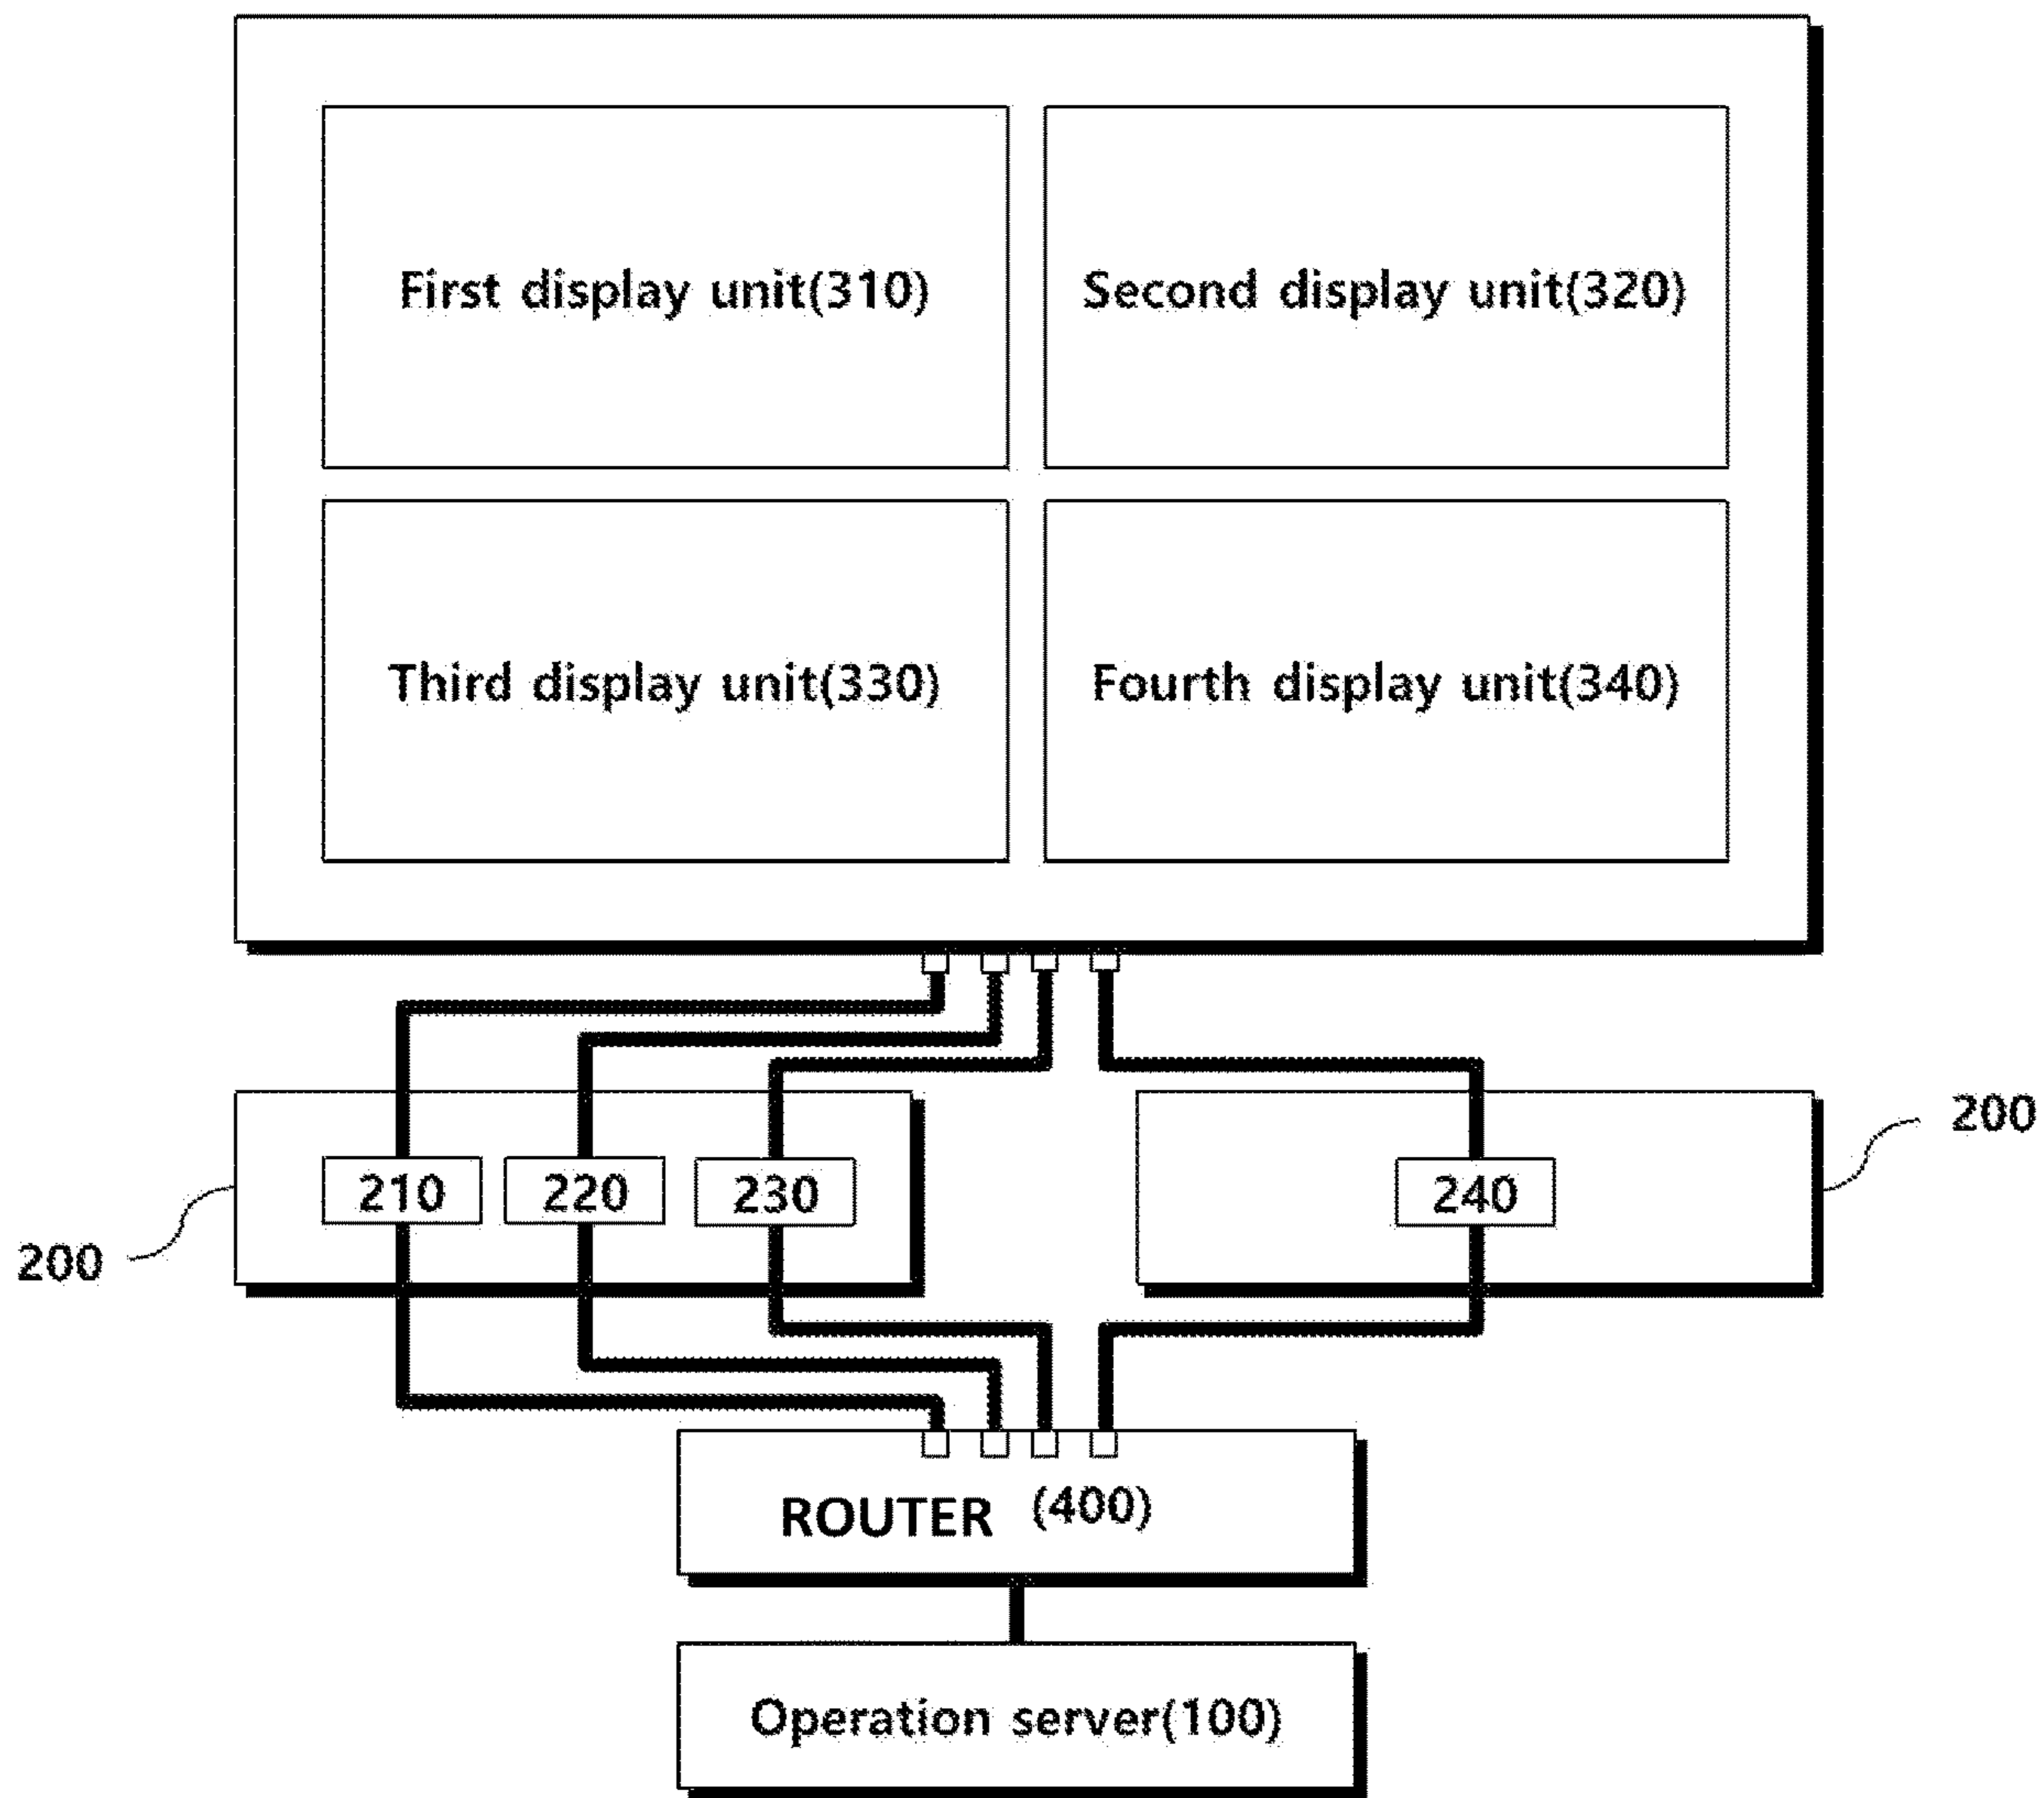 First display unit(310)
Second display unit(320)
Third display unit(330)
Fourth display unit(340)
200
210
220
230
240
200
ROUTER (400)
Operation server(100)